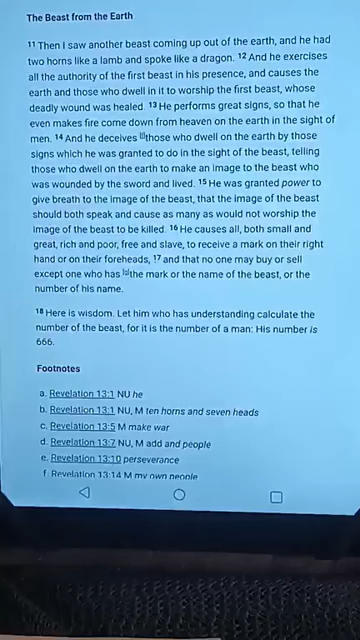 The Beast from the Earth
11 Then I saw another beast coming up out of the earth, and he had
two horns like a lamb and spoke like a dragon. 12 And he exercises
all the authority of the first beast in his presence, and causes the
earth and those who dwell in it to worship the first beast, whose
deadly wound was healed. 13 He performs great signs, so that he
even makes fire come down from heaven on the earth in the sight of
men. 14 And he deceives those who dwell on the earth by those
signs which he was granted to do in the sight of the beast, telling
those who dwell on the earth to make an image to the beast who
was wounded by the sword and lived. 15 He was granted power to
give breath to the image of the beast, that the image of the beast
should both speak and cause as many as would not worship the
image of the beast to be killed. 16 He causes all, both small and
great, rich and poor, free and slave, to receive a mark on their right
hand or on their foreheads, 17 and that no one may buy or sell
except one who has [g]the mark or the name of the beast, or the
number of his name.
18 Here is wisdom. Let him who has understanding calculate the
number of the beast, for it is the number of a man: His number is
666.
Footnotes
a. Revelation 13:1 NU he
b. Revelation 13:1 NU, M ten horns and seven heads
c. Revelation 13:5 M make war
d. Revelation 13:7 NU, M add and people
e. Revelation 13:10 perseverance
f. Revelation 13:14 M my own people